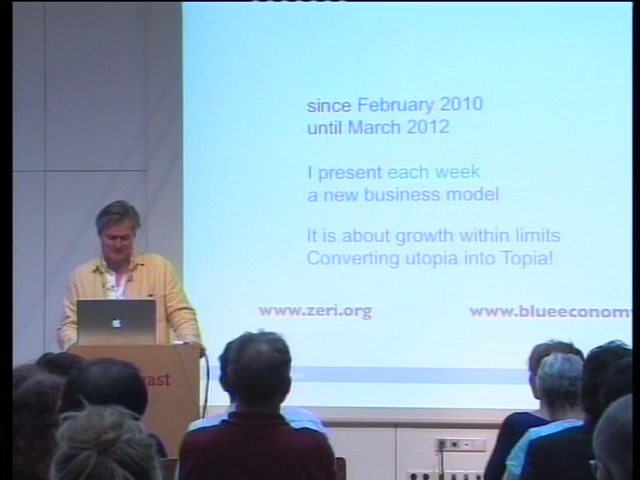 since February 2010
until March 2012
I present each week
a new business model
It is about growth within limits
Converting utopia into Topia!
www.zeri.org
www.blueeconomy